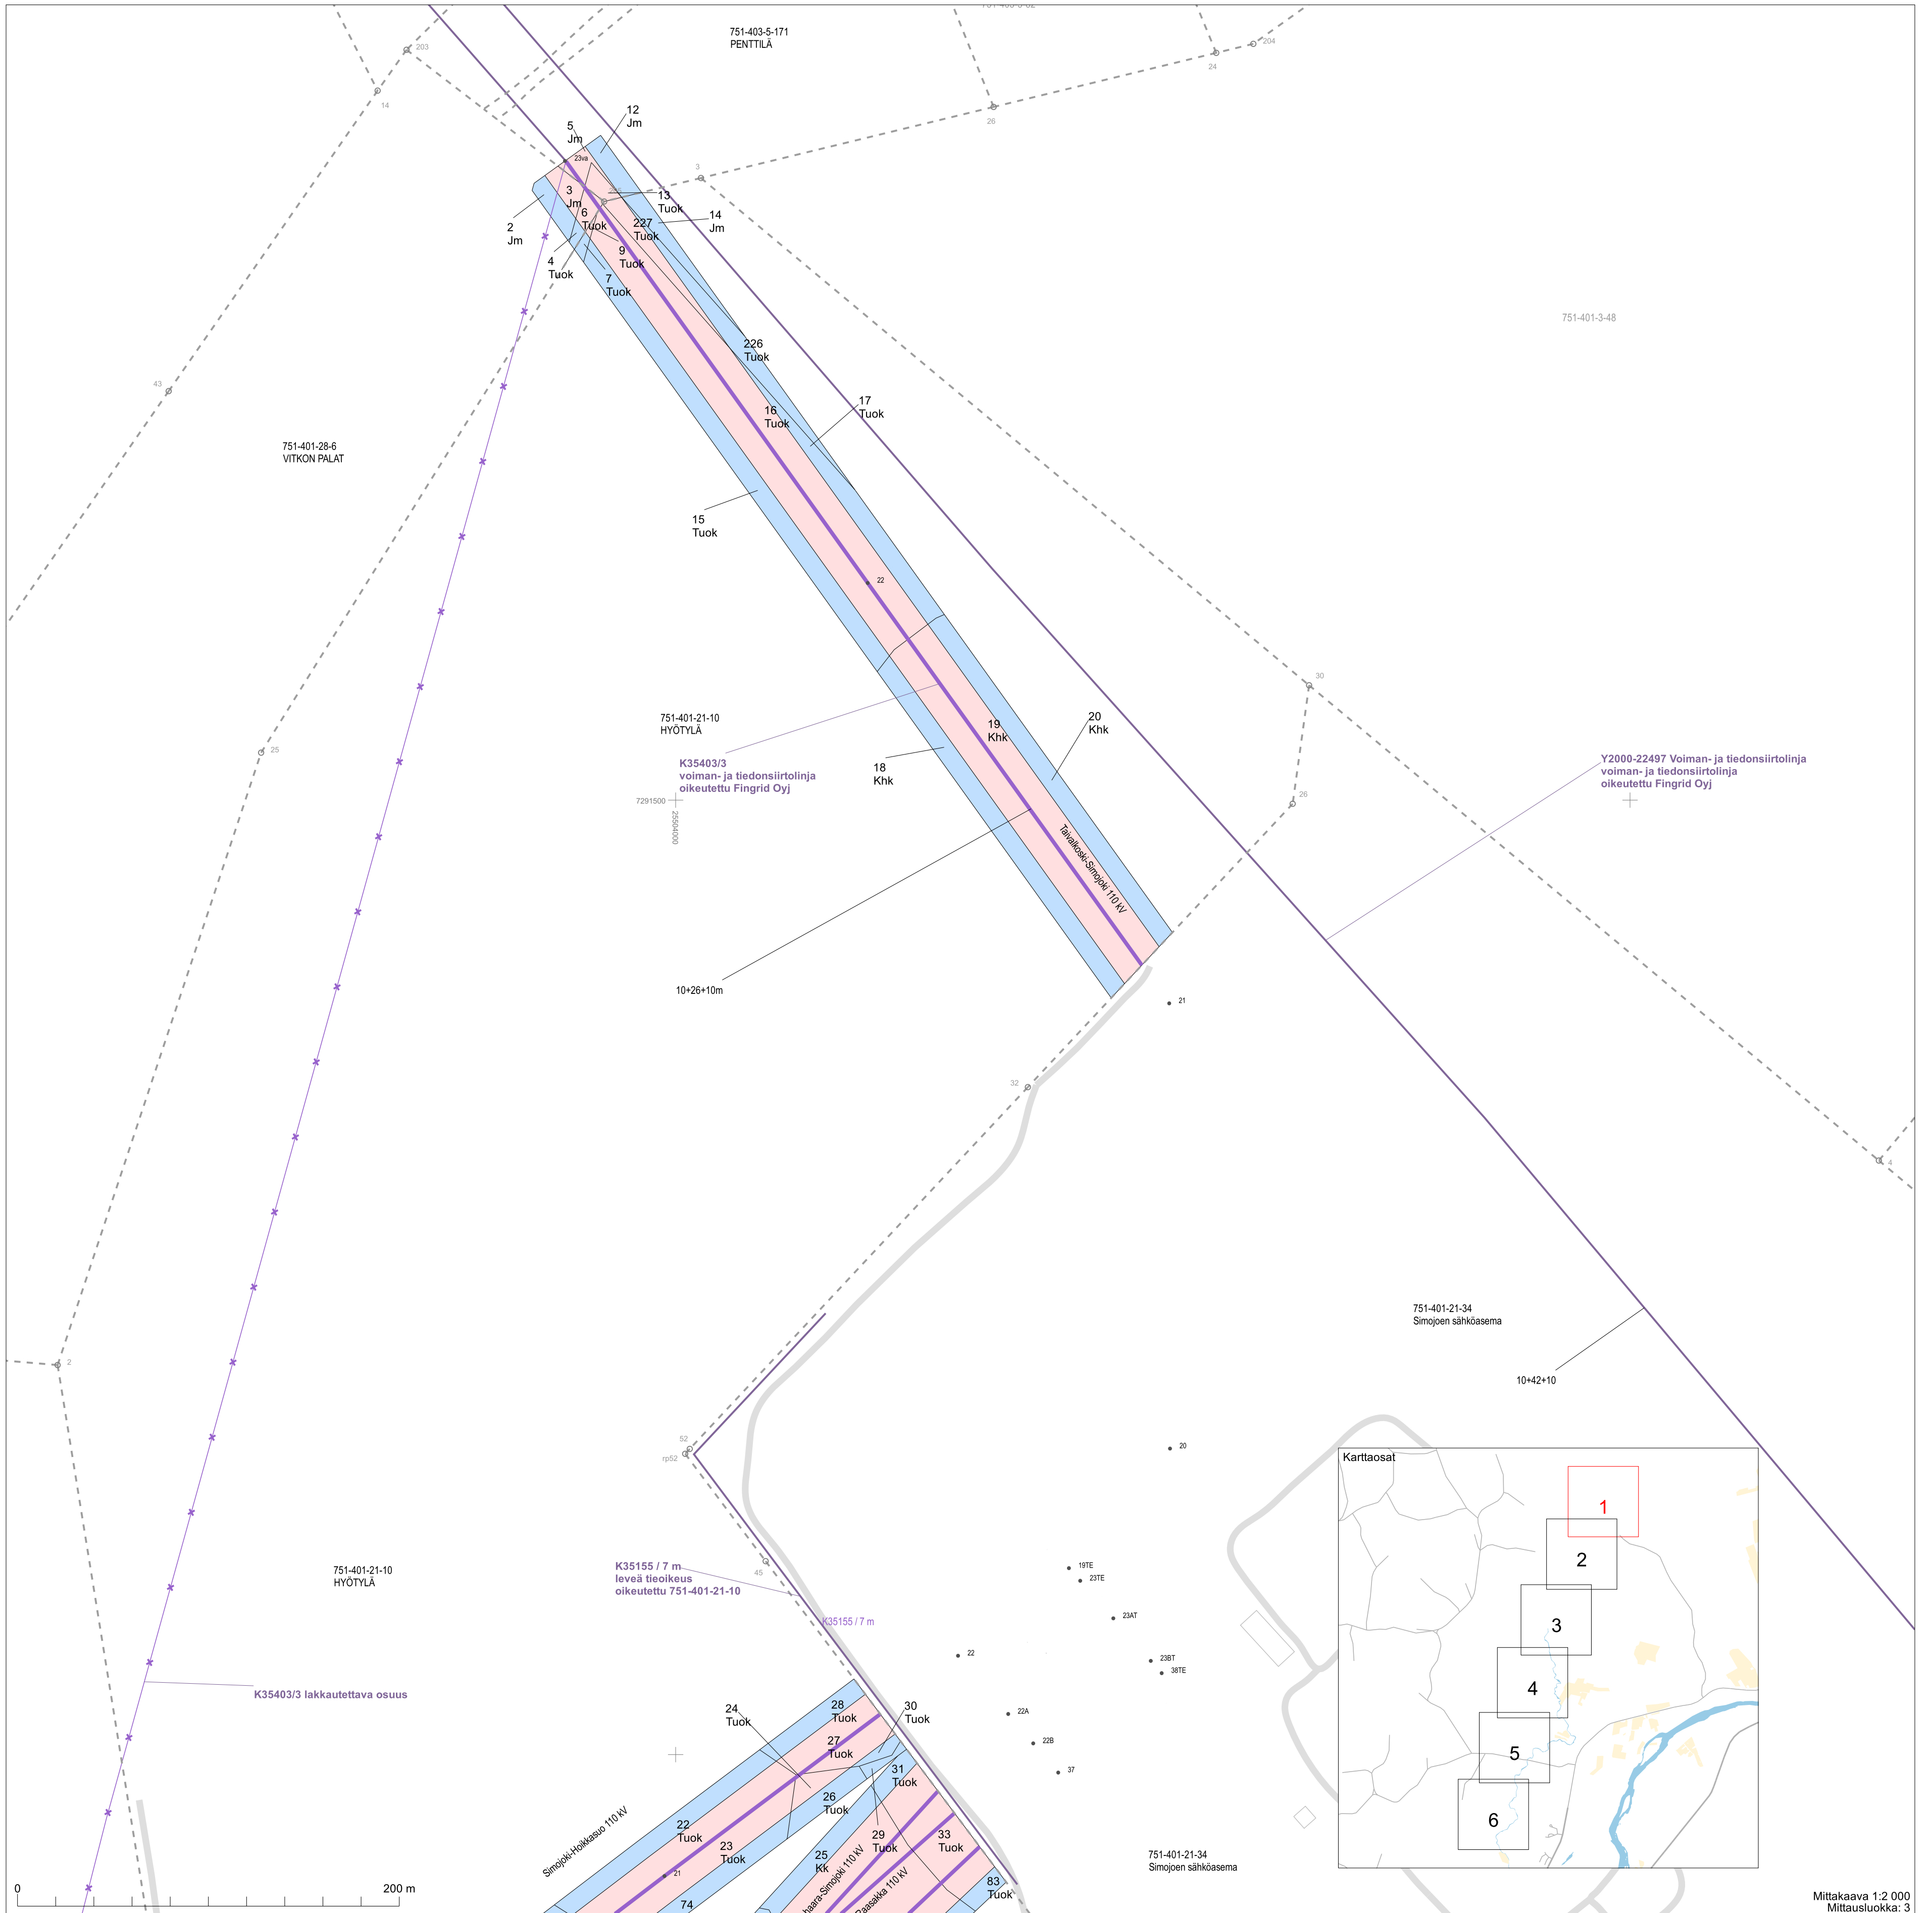 751-403-5-171
PENTTILÄ
203
14
24
204
26
3
12
Jm
5
Jm
23va
3
Jm
13
Tuok
14
Jm
6
Tuok
227
Tuok
2
Jm
9
Tuok
4
Tuok
7
Tuok
751-401-3-48
226
Tuok
43
17
Tuok
16
Tuok
751-401-28-6
VITKON PALAT
15
Tuok
22
30
25
751-401-21-10
HYÖTYLÄ
19
Khk
20
Khk
K35403/3
voiman- ja tiedonsiirtolinja
oikeutettu Fingrid Oyj
18
Khk
Y2000-22497 Voiman- ja tiedonsiirtolinja
voiman- ja tiedonsiirtolinja
oikeutettu Fingrid Oyj
7291500
25504000
26
Taivalkoski-Simojoki 110 kV
10+26+10m
21
32
4
751-401-21-34
Simojoen sähköasema
2
10+42+10
52
rp52
20
Karttaosat
1
2
3
4
5
6
45
K35155 / 7 m
leveä tieoikeus
oikeutettu 751-401-21-10
751-401-21-10
HYÖTYLÄ
19TE
23TE
23AT
K35155 / 7 m
22
23BT
38TE
K35403/3 lakkautettava osuus
24
Tuok
28
Tuok
30
Tuok
22A
27
Tuok
22B
31
Tuok
37
26
Tuok
22
Tuok
Simojoki-Hoikkasuo 110 kV
23
Tuok
29
Tuok
33
Tuok
25
Kk
haara-Simojoki 110 kV
Raasakka 110 kV
21
74
83
Tuok
751-401-21-34
Simojoen sähköasema
0
200 m
Mittakaava 1:2 000
Mittausluokka: 3